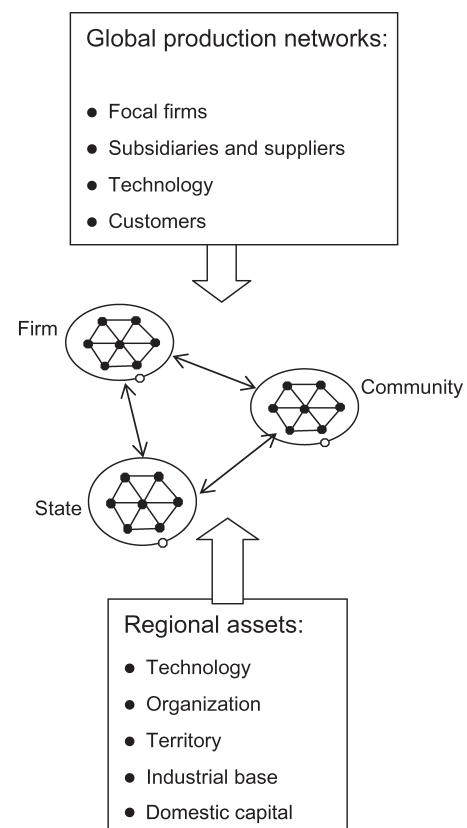 Global production networks:
● Focal firms
● Subsidiaries and suppliers
● Technology
● Customers
Firm
Community
State
Regional assets:
● Technology
● Organization
● Territory
● Industrial base
● Domestic capital